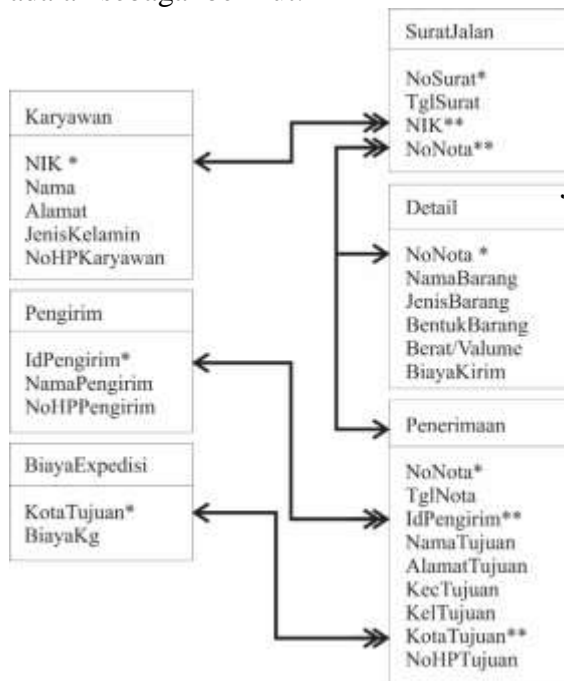 Karyawan
NIK *
Nama
Alamat
JenisKelamin
NoHPKaryawan
Pengirim
IdPengirim*
NamaPengirim
NoHPPengirim
BiayaExpedisi
KotaTujuan*
BiayaKg
SuratJalan
NoSurat*
TglSurat
NIK**
NoNota**
Detail
NoNota *
NamaBarang
JenisBarang
BentukBarang
Berat/Valume
BiayaKirim
Penerimaan
NoNota*
TglNota
IdPengirim**
NamaTujuan
AlamatTujuan
KecTujuan
KelTujuan
KotaTujuan**
NoHPTujuan